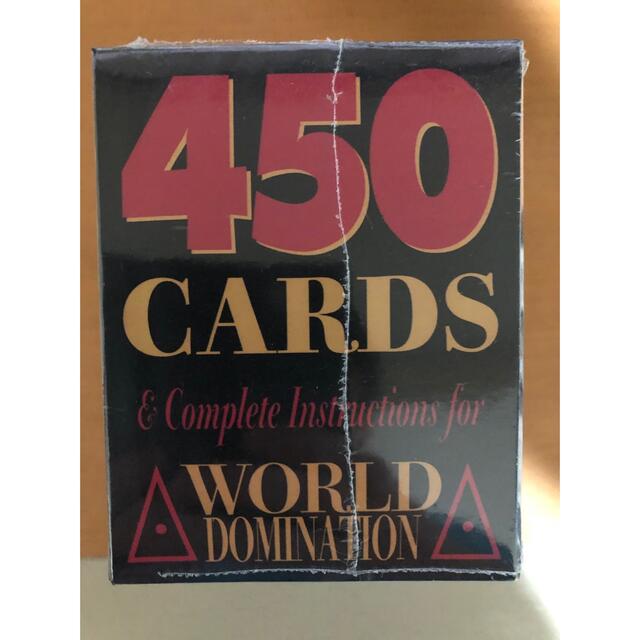 450
CARDS
& Complete Instructions for
WORLD
DOMINATION